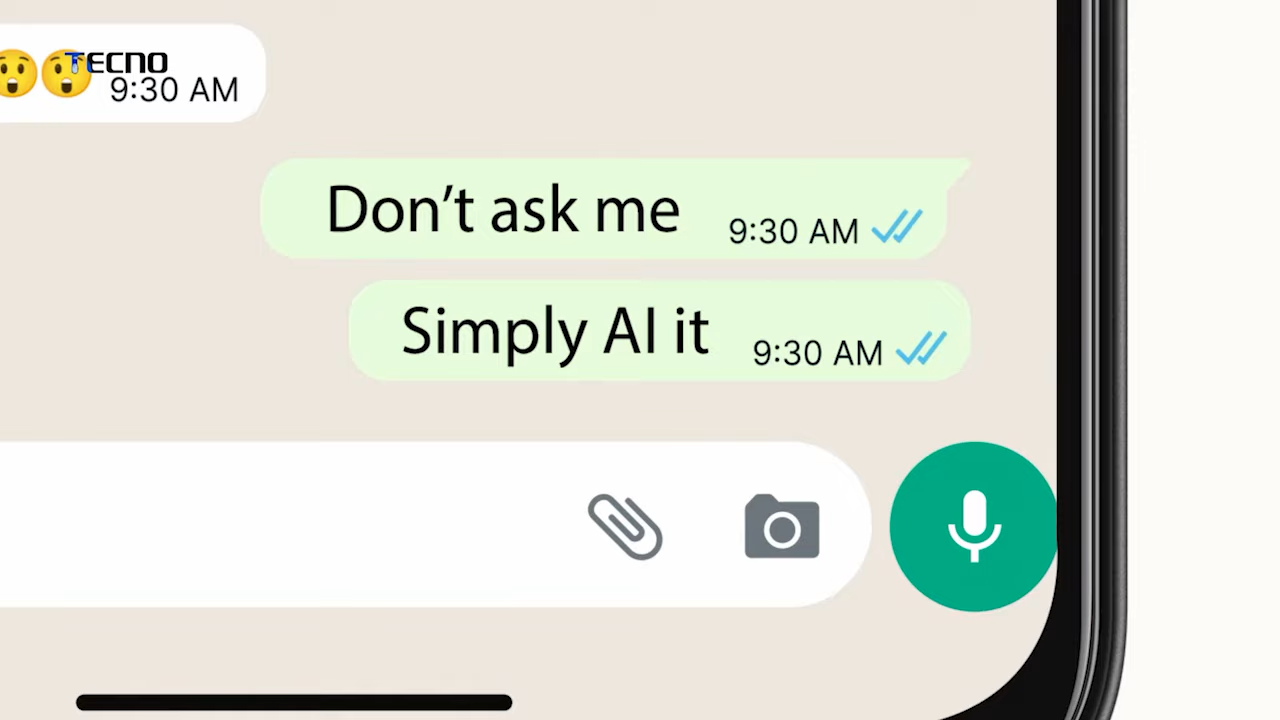 TECNO
😲😲 9:30 AM
Don't ask me 9:30 AM
Simply AI it 9:30 AM